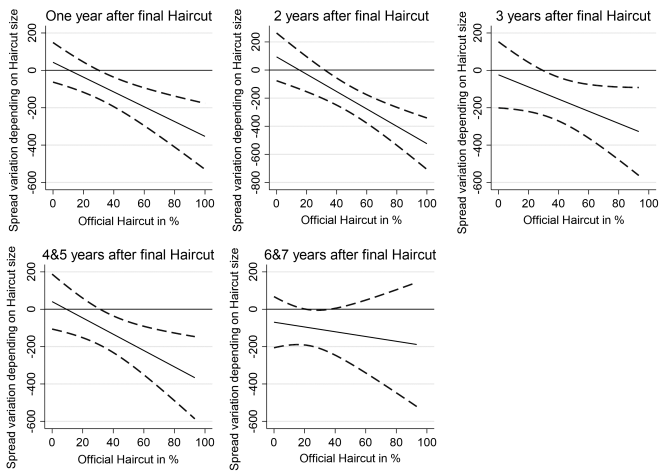 One year after final Haircut
Spread variation depending on Haircut size
200
0
-200
-400
-600
0 20 40 60 80 100
Official Haircut in %
2 years after final Haircut
Spread variation depending on Haircut size
200
0
-200
-400
-600
-800
0 20 40 60 80 100
Official Haircut in %
3 years after final Haircut
Spread variation depending on Haircut size
200
0
-200
-400
-600
0 20 40 60 80 100
Official Haircut in %
4&5 years after final Haircut
Spread variation depending on Haircut size
200
0
-200
-400
-600
0 20 40 60 80 100
Official Haircut in %
6&7 years after final Haircut
Spread variation depending on Haircut size
200
0
-200
-400
-600
0 20 40 60 80 100
Official Haircut in %